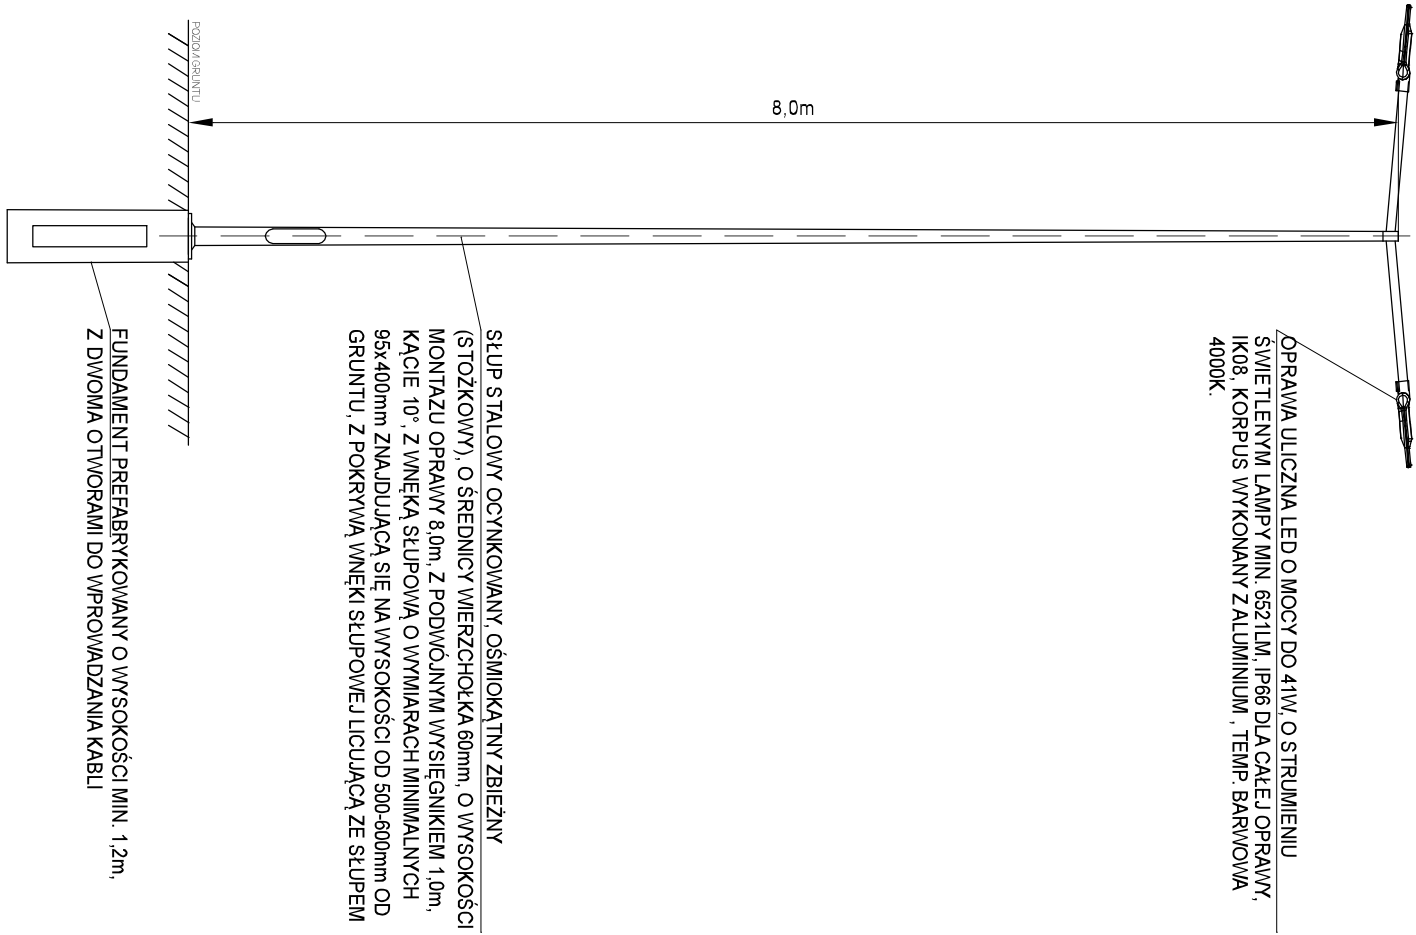 8,0m
POZIOM GRUNTU
OPRAWA ULICZNA LED O MOCY DO 41W, O STRUMIENIU
ŚWIETLENYM LAMPY MIN. 6521LM, IP66 DLA CAŁEJ OPRAWY,
IK08, KORPUS WYKONANY Z ALUMINIUM , TEMP. BARWOWA
4000K.
SŁUP STALOWY OCYNKOWANY, OŚMIOKĄTNY ZBIEŻNY
(STOŻKOWY), O ŚREDNICY WIERZCHOŁKA 60mm, O WYSOKOŚCI
MONTAZU OPRAWY 8,0m, Z PODWÓJNYM WYSIĘGNIKIEM 1,0m,
KĄCIE 10°, Z WNĘKĄ SŁUPOWĄ O WYMIARACH MINIMALNYCH
95x400mm ZNAJDUJĄCĄ SIĘ NA WYSOKOŚCI OD 500-600mm OD
GRUNTU, Z POKRYWĄ WNĘKI SŁUPOWEJ LICUJĄCĄ ZE SŁUPEM
FUNDAMENT PREFABRYKOWANY O WYSOKOŚCI MIN. 1,2m,
Z DWOMA OTWORAMI DO WPROWADZANIA KABLI